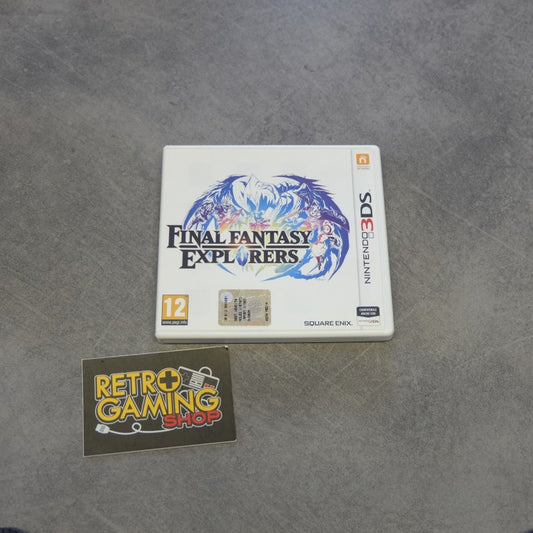 FINAL FANTASY
EXPLORERS
NINTENDO 3DS
12
www.pegi.info
SQUARE ENIX
RETRO
GAMING
SHOP